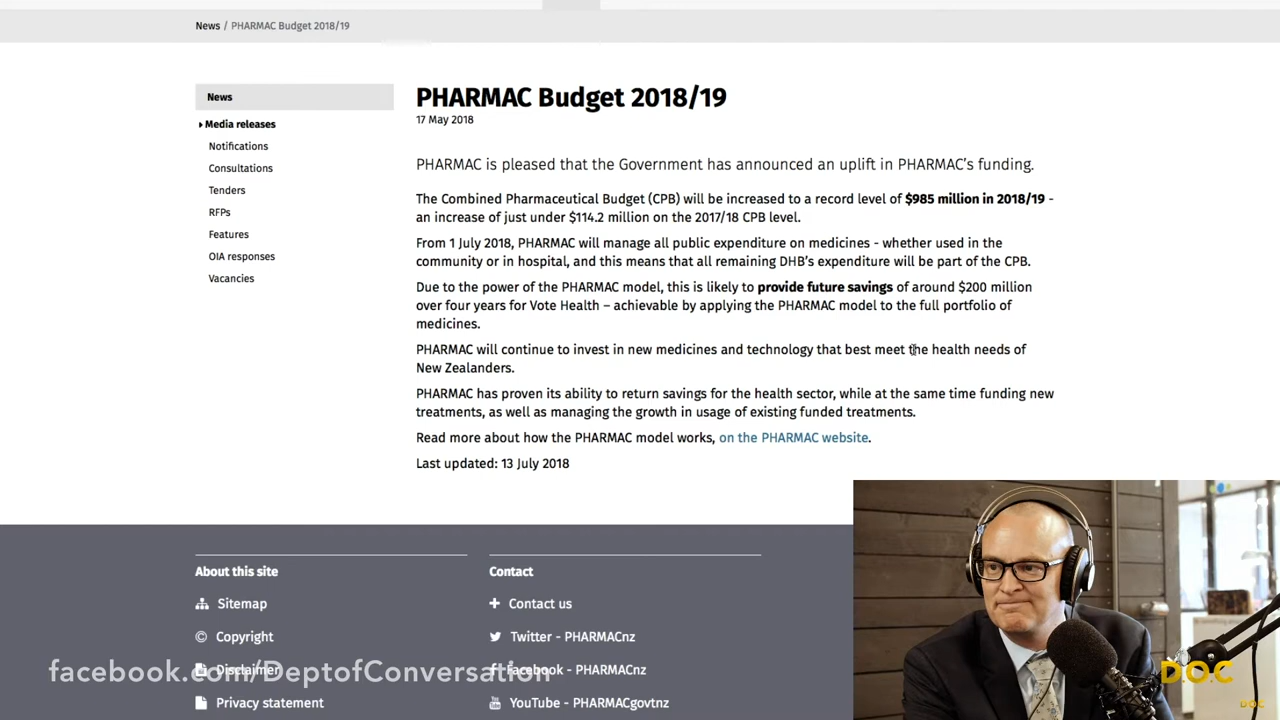 News / PHARMAC Budget 2018/19
News
Media releases
Notifications
Consultations
Tenders
RFPs
Features
OIA responses
Vacancies
PHARMAC Budget 2018/19
17 May 2018
PHARMAC is pleased that the Government has announced an uplift in PHARMAC's funding.
The Combined Pharmaceutical Budget (CPB) will be increased to a record level of $985 million in 2018/19 -
an increase of just under $114.2 million on the 2017/18 CPB level.
From 1 July 2018, PHARMAC will manage all public expenditure on medicines - whether used in the
community or in hospital, and this means that all remaining DHB's expenditure will be part of the CPB.
Due to the power of the PHARMAC model, this is likely to provide future savings of around $200 million
over four years for Vote Health – achievable by applying the PHARMAC model to the full portfolio of
medicines.
PHARMAC will continue to invest in new medicines and technology that best meet the health needs of
New Zealanders.
PHARMAC has proven its ability to return savings for the health sector, while at the same time funding new
treatments, as well as managing the growth in usage of existing funded treatments.
Read more about how the PHARMAC model works, on the PHARMAC website.
Last updated: 13 July 2018
About this site
Sitemap
© Copyright
Disclaimer
Privacy statement
Contact
Contact us
Twitter - PHARMACnz
Facebook - PHARMACnz
YouTube - PHARMACgovtnz
facebook.com/DeptofConversation
DOC
DOC